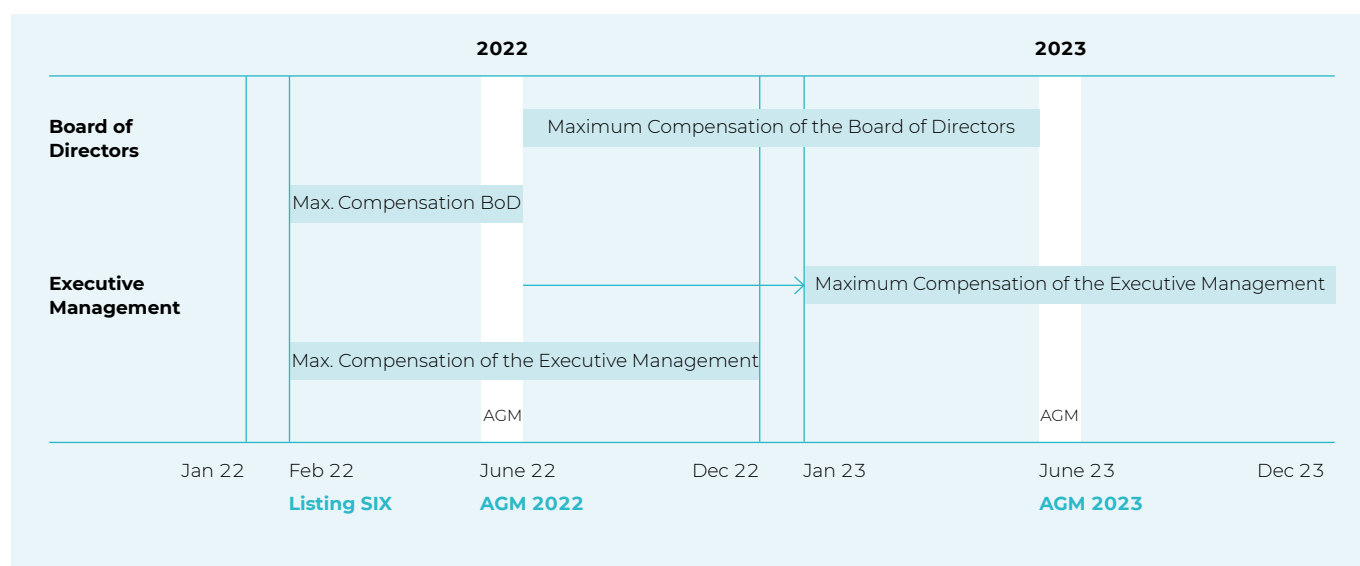 2022
2023
Board of
Directors
Maximum Compensation of the Board of Directors
Max. Compensation BoD
Executive
Management
Maximum Compensation of the Executive Management
Max. Compensation of the Executive Management
AGM
AGM
Jan 22
Feb 22
June 22
Dec 22
Jan 23
June 23
Dec 23
Listing SIX
AGM 2022
AGM 2023